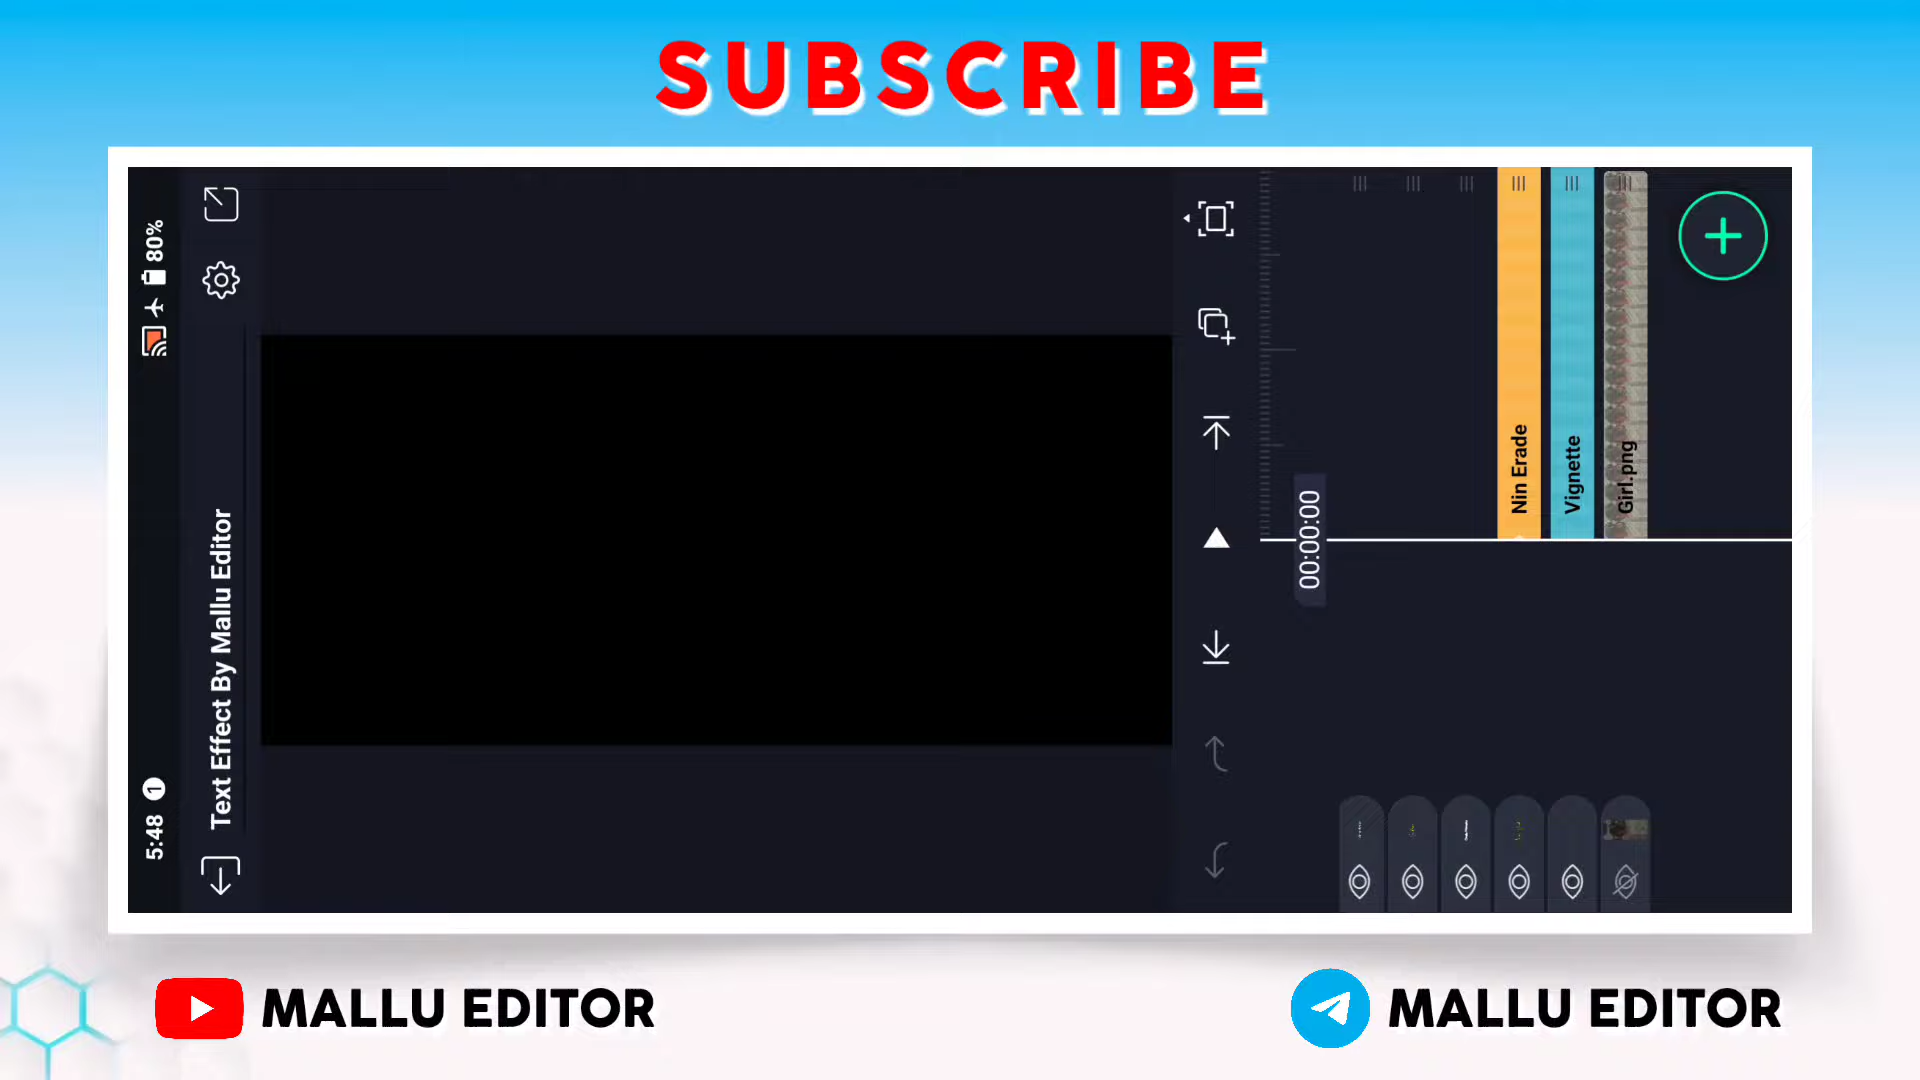 SUBSCRIBE
5:48 1 80%
Text Effect By Mallu Editor
00:00:00
Nin Erade
Vignette
Girl.png
MALLU EDITOR
MALLU EDITOR